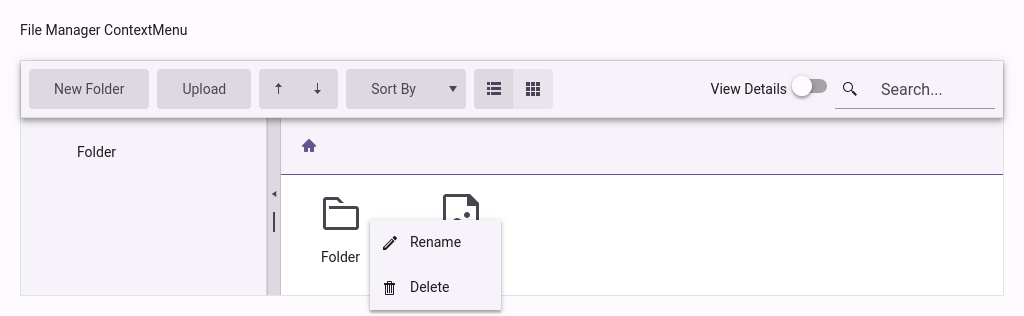 File Manager ContextMenu
New Folder
Upload
Sort By
View Details
Search...
Folder
Folder
Rename
Delete